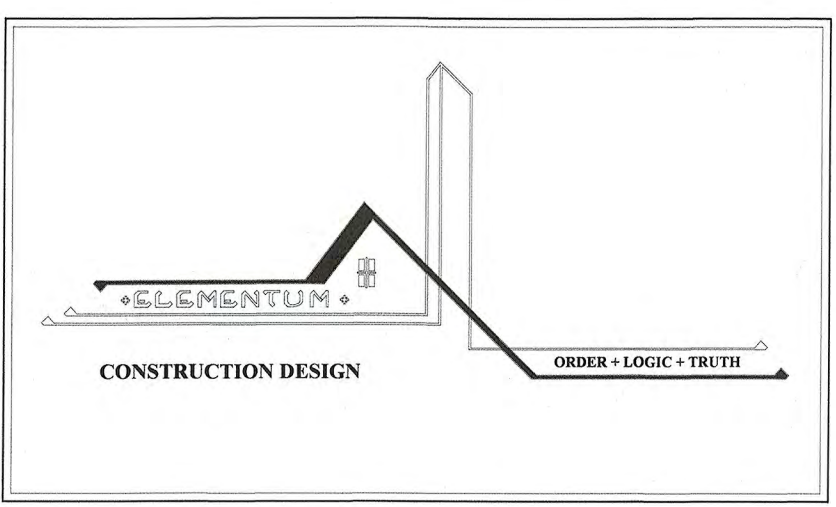 +ELEMENTUM+
CONSTRUCTION DESIGN
ORDER + LOGIC + TRUTH